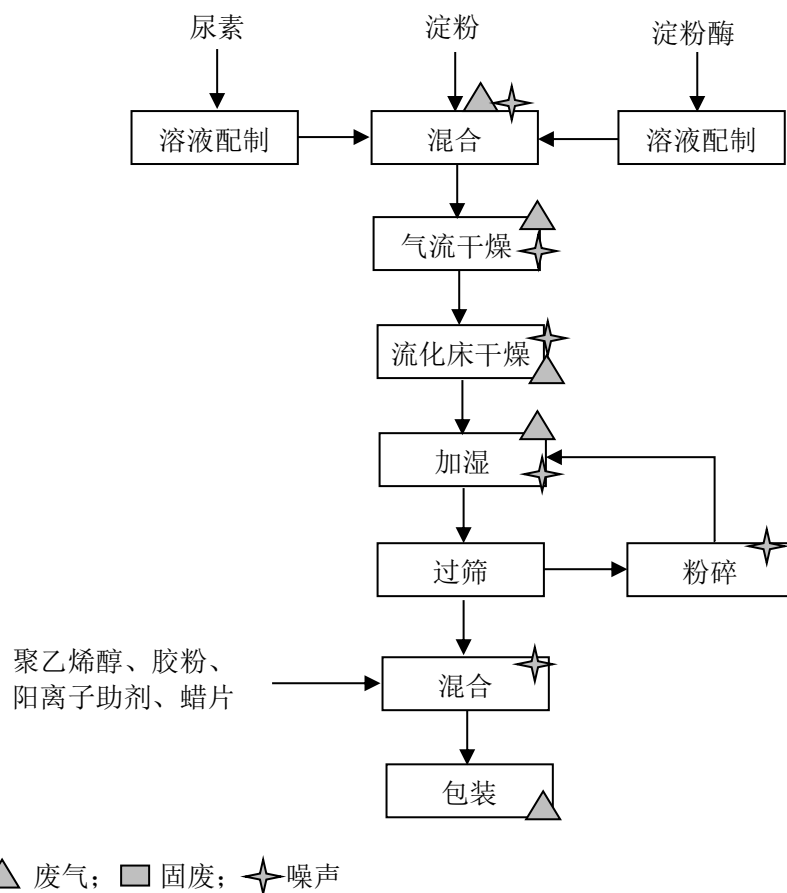 尿素
淀粉
淀粉酶
溶液配制
混合
溶液配制
气流干燥
流化床干燥
加湿
过筛
粉碎
聚乙烯醇、胶粉、
阳离子助剂、蜡片
混合
包装
废气；固废；噪声